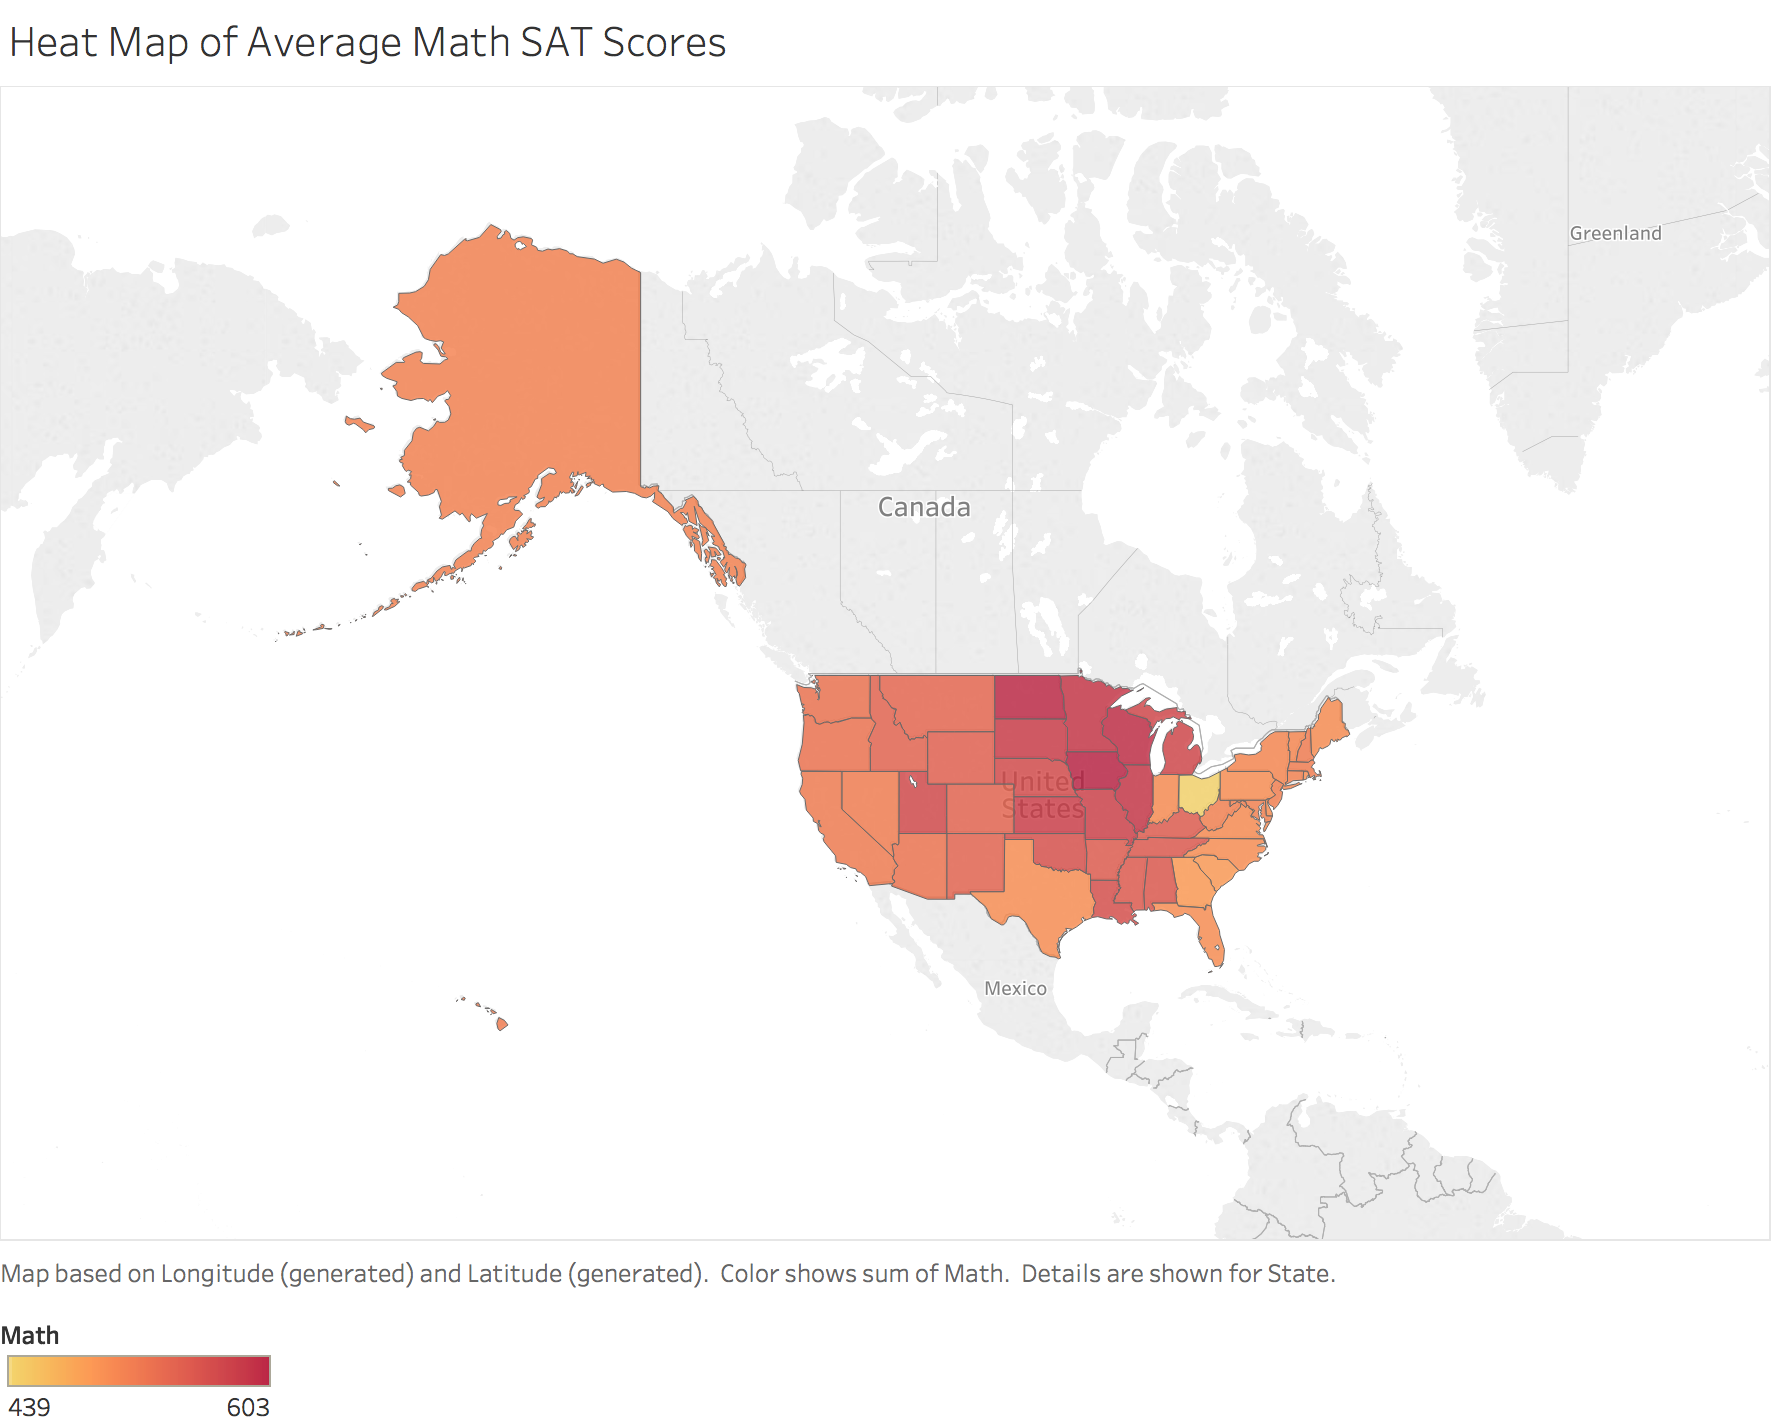 Heat Map of Average Math SAT Scores
Greenland
Canada
United
States
Mexico
Map based on Longitude (generated) and Latitude (generated).  Color shows sum of Math.  Details are shown for State.
Math
439 603